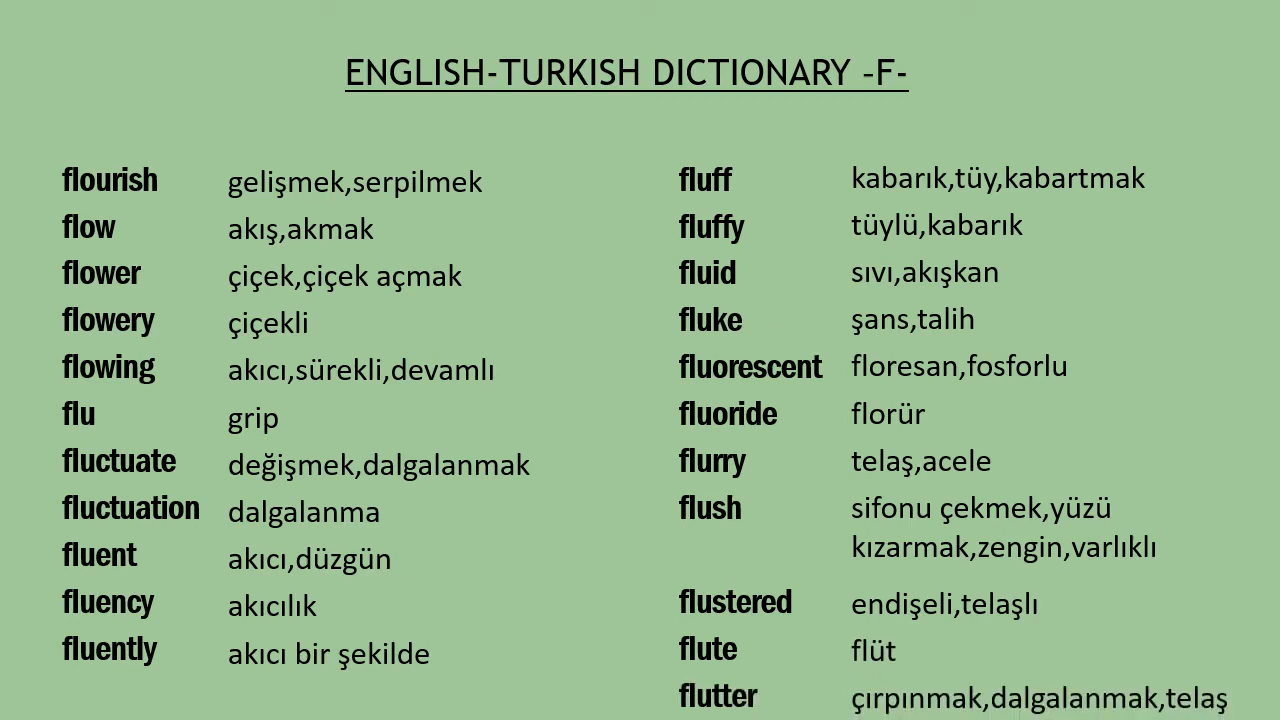 ENGLISH-TURKISH DICTIONARY –F-
flourish gelişmek,serpilmek
flow akış,akmak
flower çiçek,çiçek açmak
flowery çiçekli
flowing akıcı,sürekli,devamlı
flu grip
fluctuate değişmek,dalgalanmak
fluctuation dalgalanma
fluent akıcı,düzgün
fluency akıcılık
fluently akıcı bir şekilde
fluff kabarık,tüy,kabartmak
fluffy tüylü,kabarık
fluid sıvı,akışkan
fluke şans,talih
fluorescent floresan,fosforlu
fluoride florür
flurry telaş,acele
flush sifonu çekmek,yüzü
kızarmak,zengin,varlıklı
flustered endişeli,telaşlı
flute flüt
flutter çırpınmak,dalgalanmak,telaş